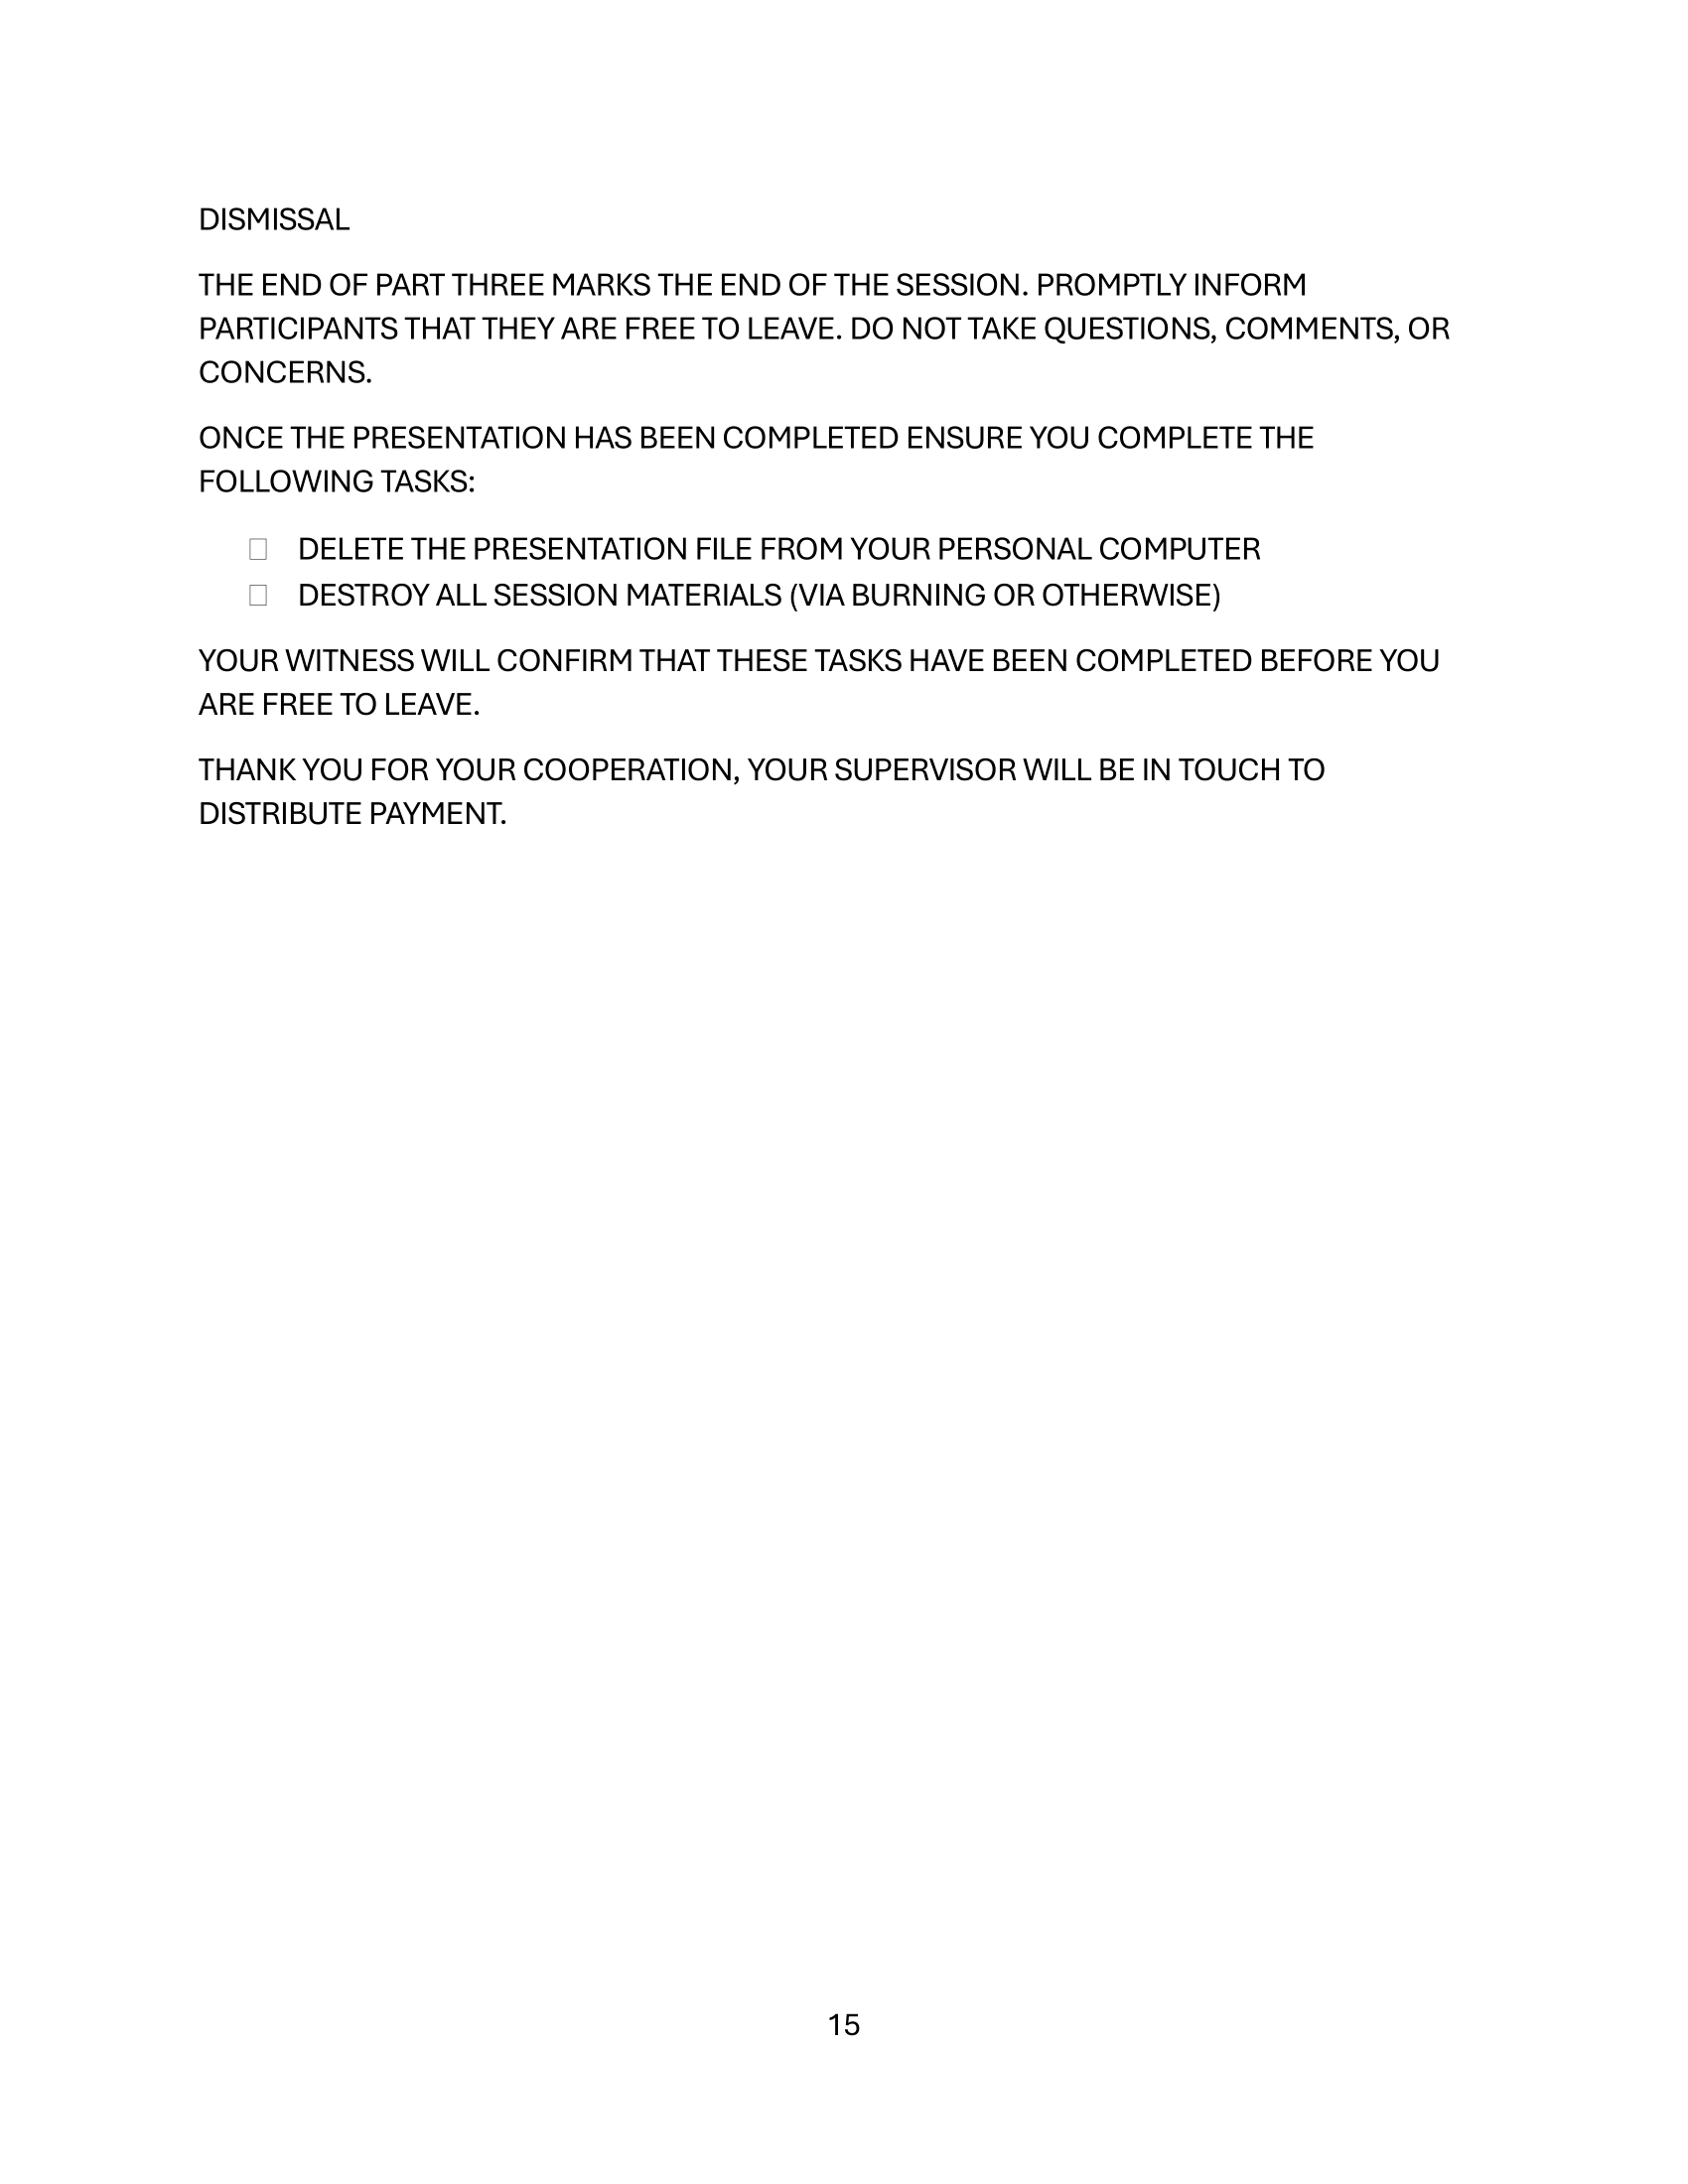 DISMISSAL
THE END OF PART THREE MARKS THE END OF THE SESSION. PROMPTLY INFORM
PARTICIPANTS THAT THEY ARE FREE TO LEAVE. DO NOT TAKE QUESTIONS, COMMENTS, OR
CONCERNS.
ONCE THE PRESENTATION HAS BEEN COMPLETED ENSURE YOU COMPLETE THE
FOLLOWING TASKS:
DELETE THE PRESENTATION FILE FROM YOUR PERSONAL COMPUTER
DESTROY ALL SESSION MATERIALS (VIA BURNING OR OTHERWISE)
YOUR WITNESS WILL CONFIRM THAT THESE TASKS HAVE BEEN COMPLETED BEFORE YOU
ARE FREE TO LEAVE.
THANK YOU FOR YOUR COOPERATION, YOUR SUPERVISOR WILL BE IN TOUCH TO
DISTRIBUTE PAYMENT.
15